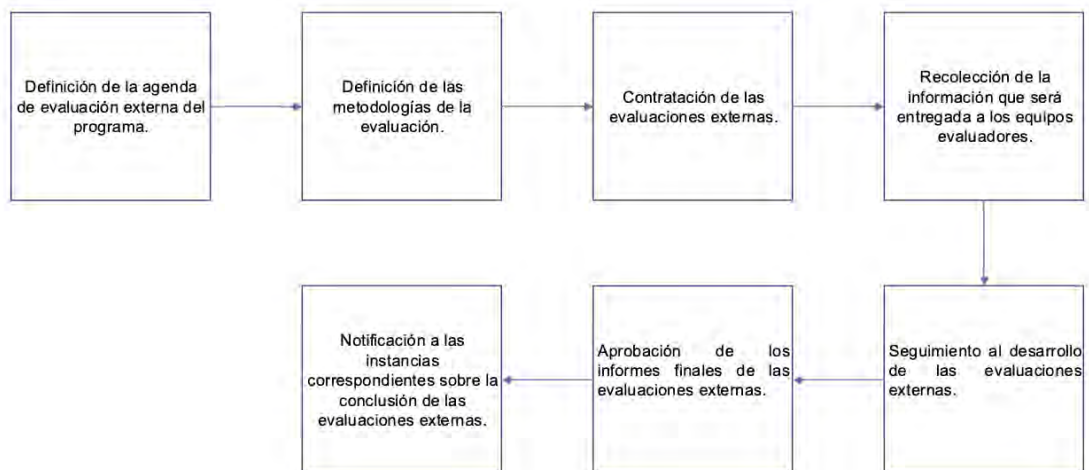 Definición de la agenda
de evaluación externa del
programa.
Definición de las
metodologías de la
evaluación.
Contratación de las
evaluaciones externas.
Recolección de la
información que será
entregada a los equipos
evaluadores.
Seguimiento al desarrollo
de las evaluaciones
externas.
Aprobación de los
informes finales de las
evaluaciones externas.
Notificación a las
instancias
correspondientes sobre la
conclusión de las
evaluaciones externas.